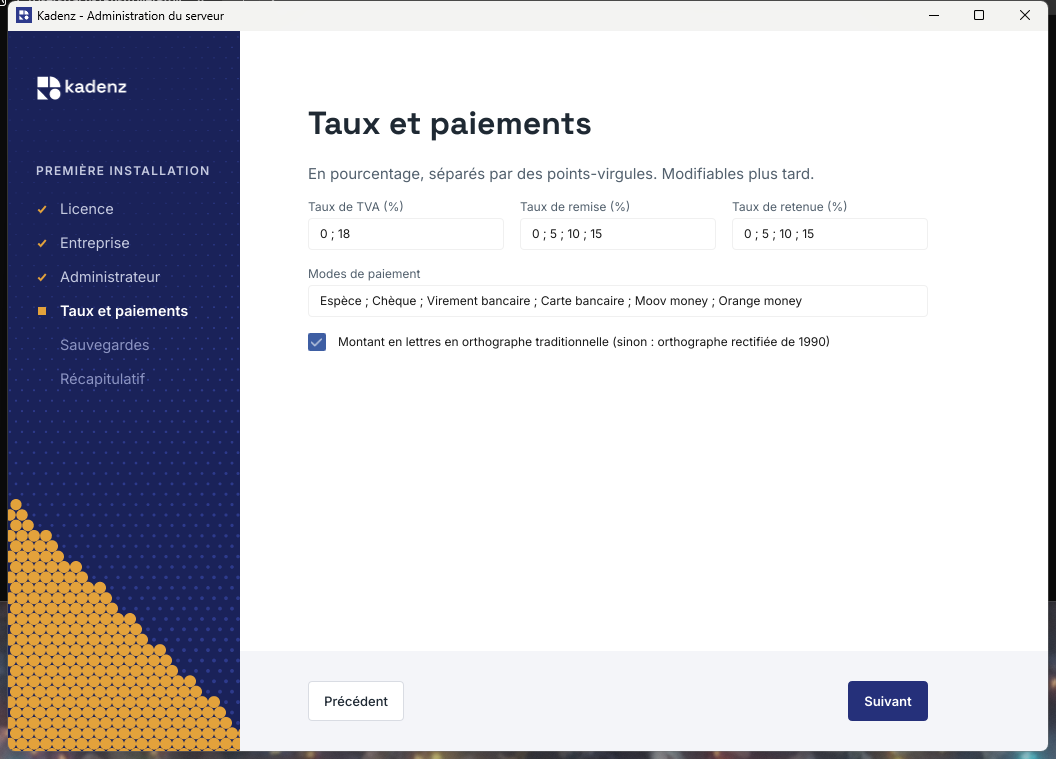 Kadenz - Administration du serveur
kadenz
PREMIÈRE INSTALLATION
Licence
Entreprise
Administrateur
Taux et paiements
Sauvegardes
Récapitulatif
Taux et paiements
En pourcentage, séparés par des points-virgules. Modifiables plus tard.
Taux de TVA (%) Taux de remise (%) Taux de retenue (%)
0 ; 18 0 ; 5 ; 10 ; 15 0 ; 5 ; 10 ; 15
Modes de paiement
Espèce ; Chèque ; Virement bancaire ; Carte bancaire ; Moov money ; Orange money
Montant en lettres en orthographe traditionnelle (sinon : orthographe rectifiée de 1990)
Précédent Suivant